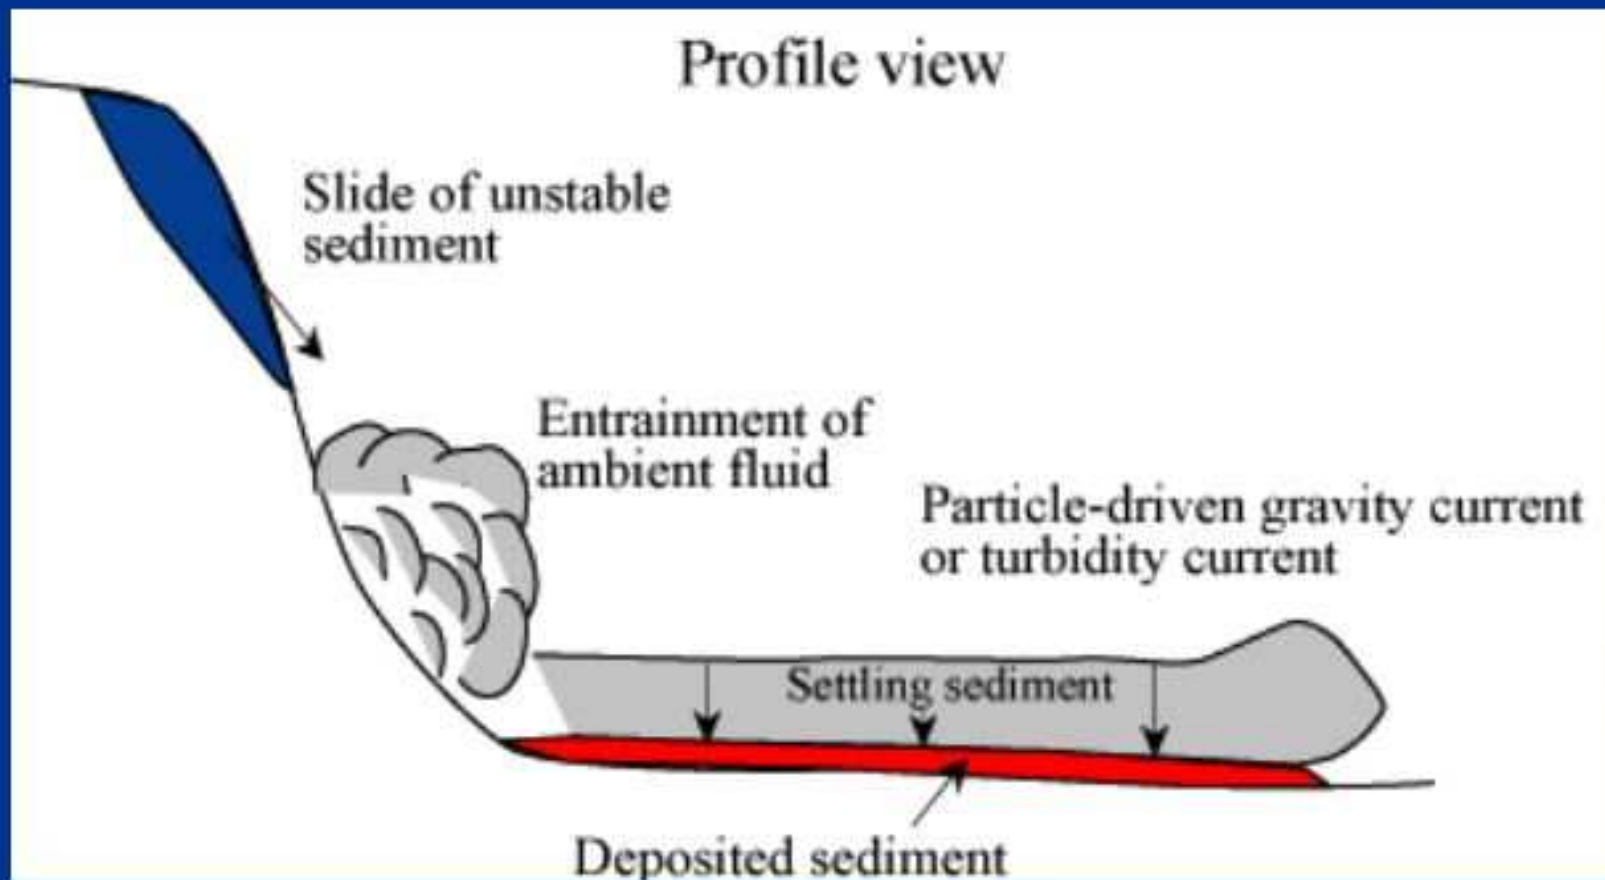 Profile view
Slide of unstable
sediment
Entrainment of
ambient fluid
Particle-driven gravity current
or turbidity current
Settling sediment
Deposited sediment